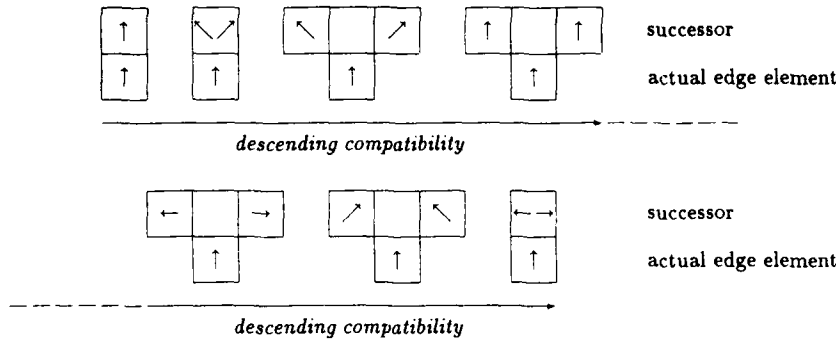 successor
actual edge element
descending compatibility
successor
actual edge element
descending compatibility